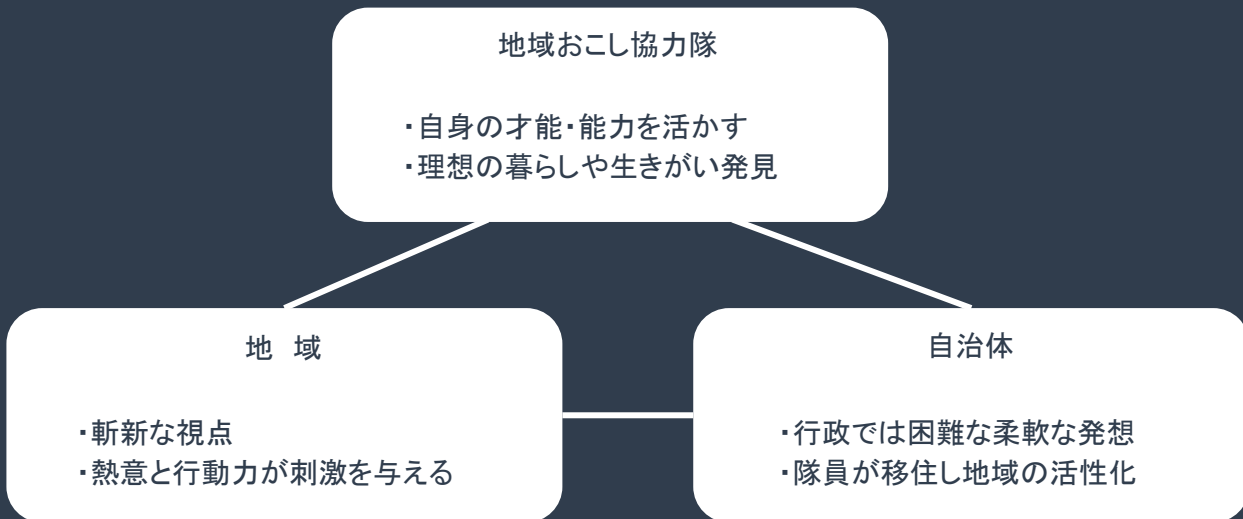 地域おこし協力隊
・自身の才能・能力を活かす
・理想の暮らしや生きがい発見
地　域
・斬新な視点
・熱意と行動力が刺激を与える
自治体
・行政では困難な柔軟な発想
・隊員が移住し地域の活性化